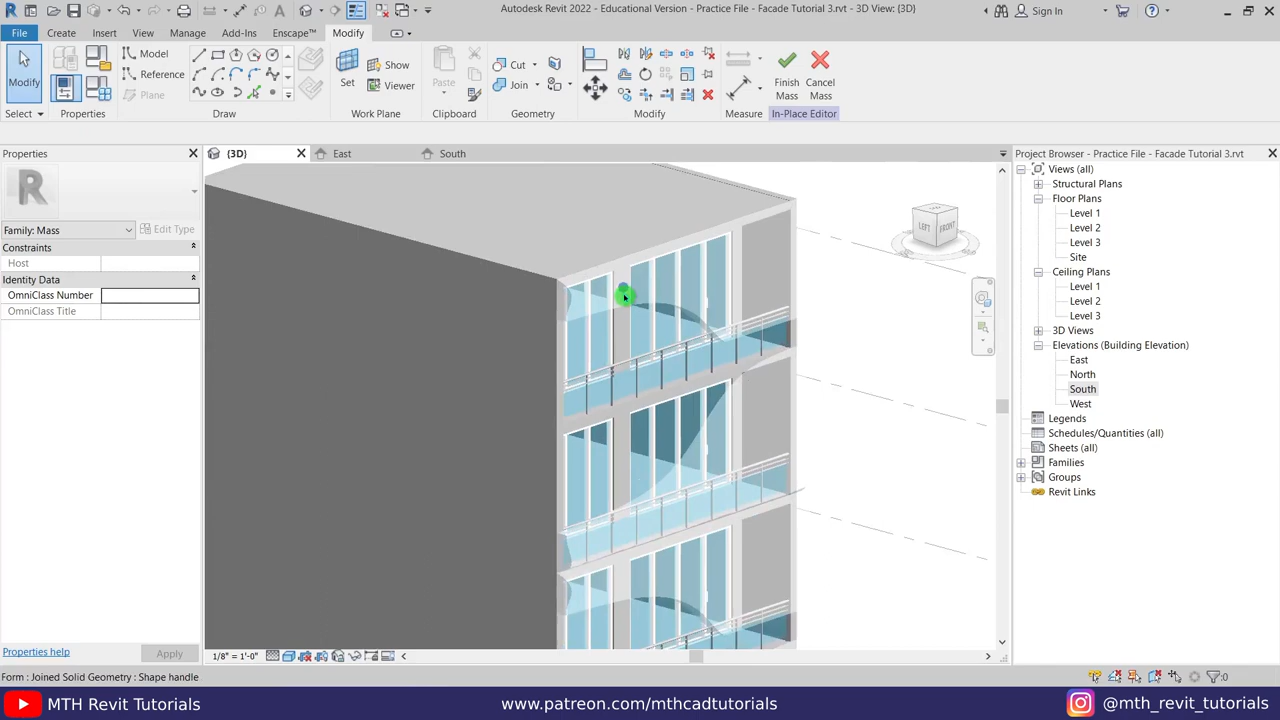 Autodesk Revit 2022 - Educational Version - Practice File - Facade Tutorial 3.rvt - 3D View: {3D}
Sign In
File
Create
Insert
View
Manage
Add-Ins
Enscape™
Modify
Modify
Select
Properties
Model
Reference
Plane
Draw
Set
Show
Viewer
Work Plane
Paste
Clipboard
Cut
Join
Geometry
Modify
Measure
Finish Mass
Cancel Mass
In-Place Editor
Properties
{3D}
East
South
Project Browser - Practice File - Facade Tutorial 3.rvt
Family: Mass
Edit Type
Constraints
Host
Identity Data
OmniClass Number
OmniClass Title
Properties help
Apply
LEFT
FRONT
Views (all)
Structural Plans
Floor Plans
Level 1
Level 2
Level 3
Site
Ceiling Plans
Level 1
Level 2
Level 3
3D Views
Elevations (Building Elevation)
East
North
South
West
Legends
Schedules/Quantities (all)
Sheets (all)
Families
Groups
Revit Links
1/8" = 1'-0"
Form : Joined Solid Geometry : Shape handle
:0
MTH Revit Tutorials
www.patreon.com/mthcadtutorials
@mth_revit_tutorials